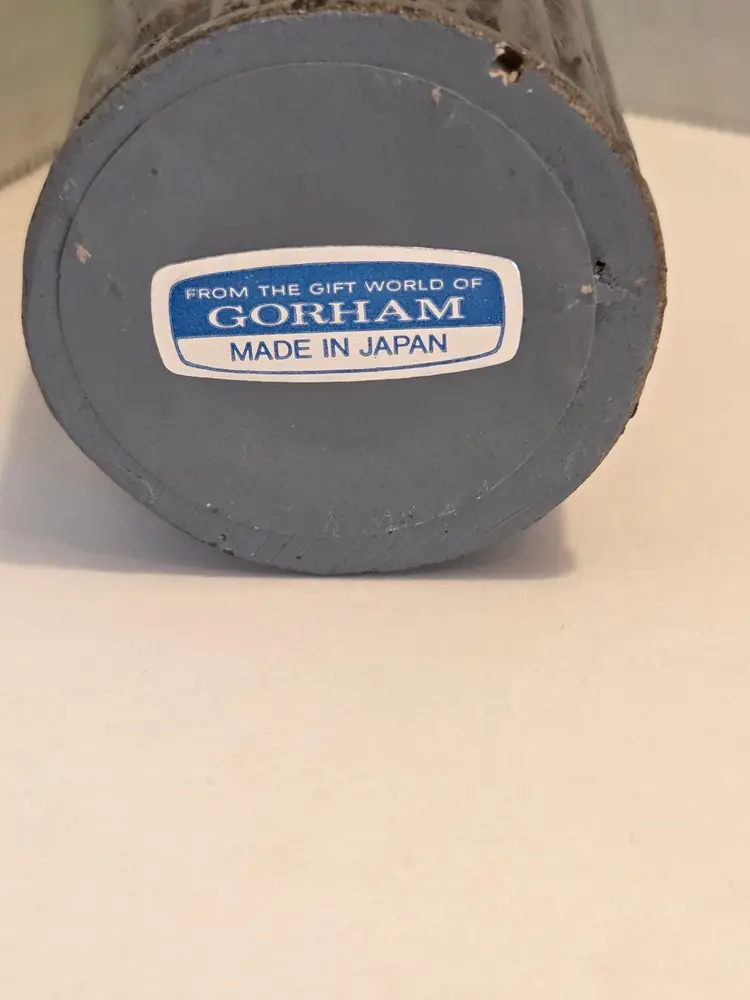 FROM THE GIFT WORLD OF
GORHAM
MADE IN JAPAN